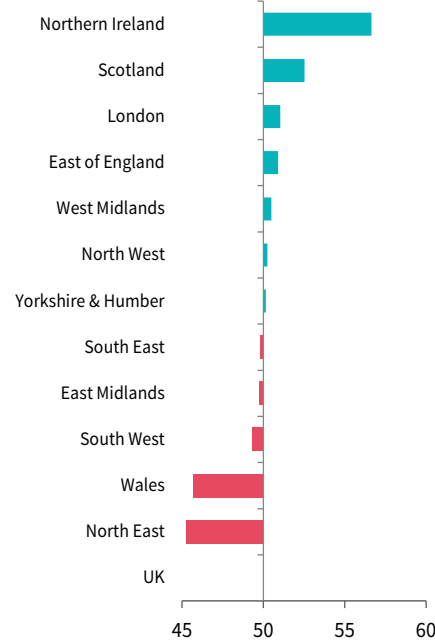 Northern Ireland
Scotland
London
East of England
West Midlands
North West
Yorkshire & Humber
South East
East Midlands
South West
Wales
North East
UK
45 50 55 60